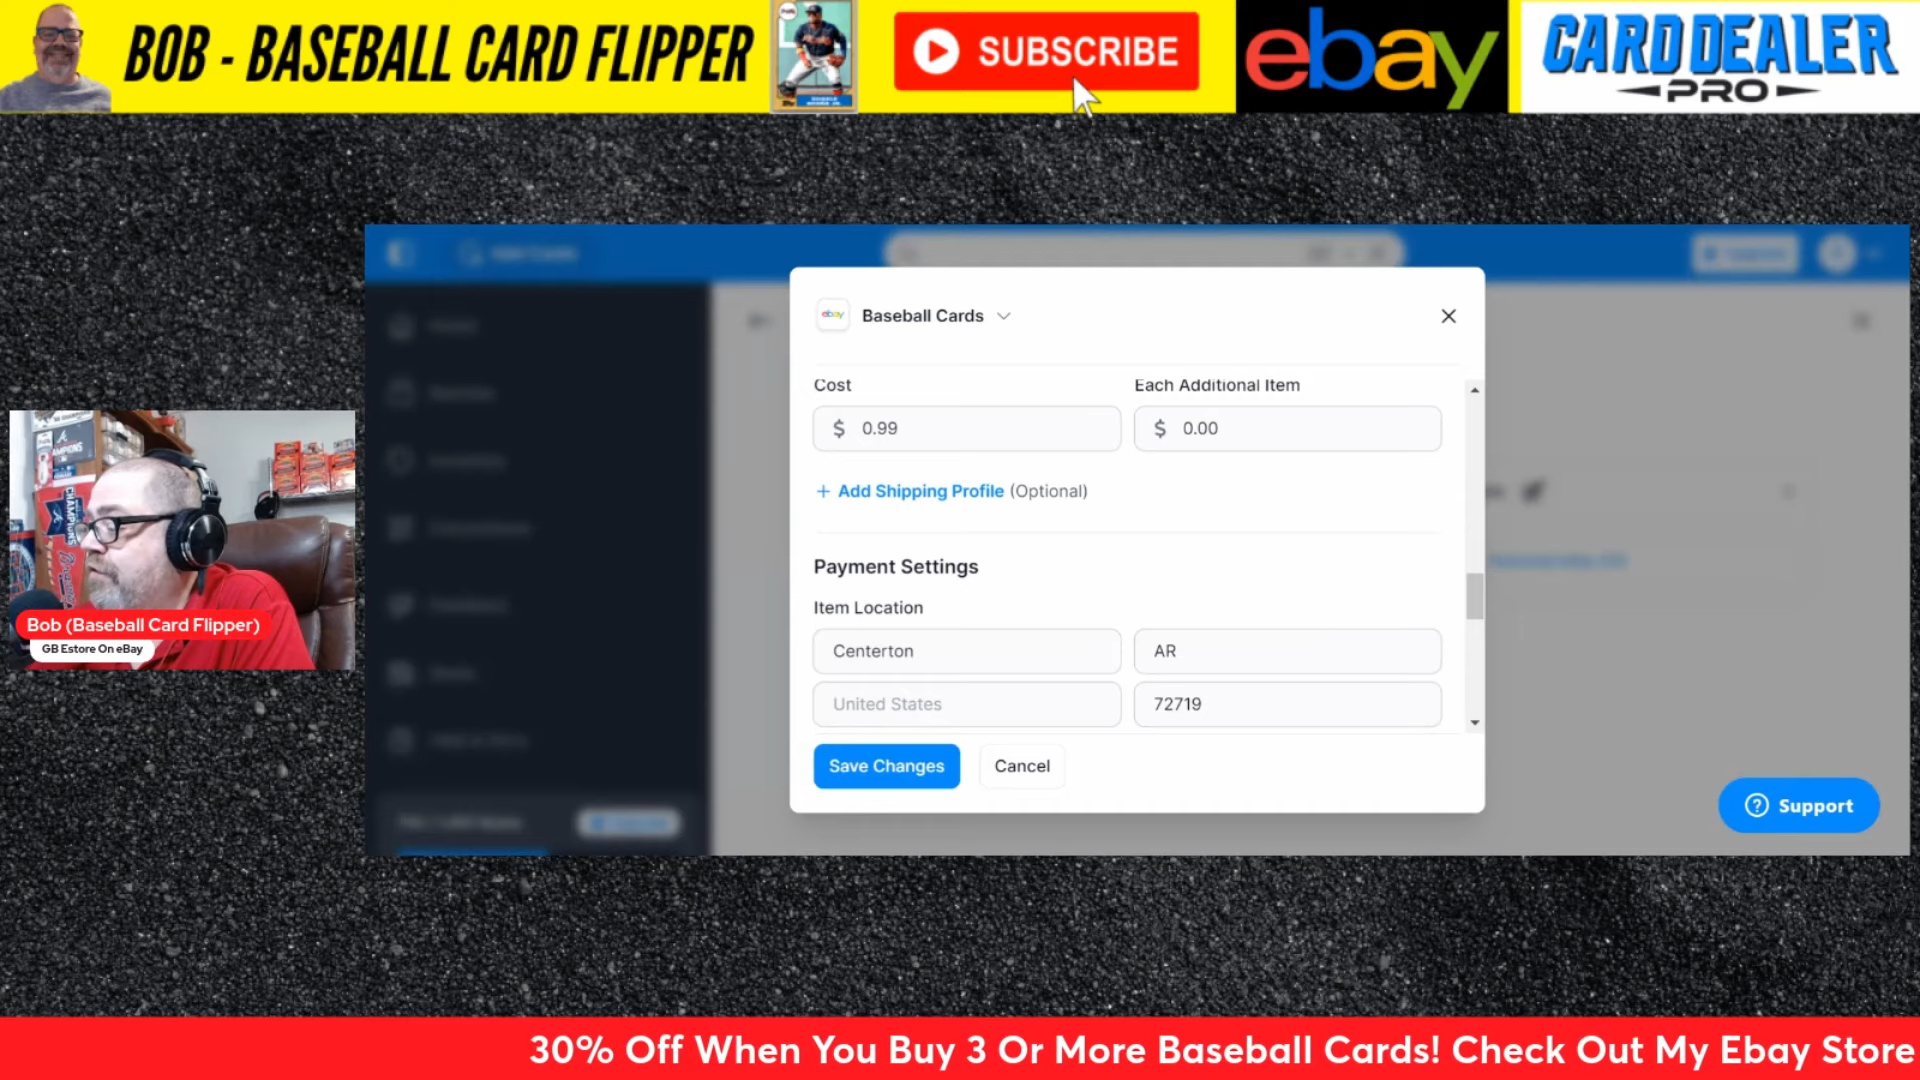 BOB - BASEBALL CARD FLIPPER
SUBSCRIBE
ebay
CARD DEALER
PRO
ebay
Baseball Cards
Cost
Each Additional Item
$ 0.99
$ 0.00
+ Add Shipping Profile (Optional)
Payment Settings
Item Location
Centerton
AR
United States
72719
Save Changes
Cancel
Support
Bob (Baseball Card Flipper)
GB Estore On eBay
30% Off When You Buy 3 Or More Baseball Cards! Check Out My Ebay Store